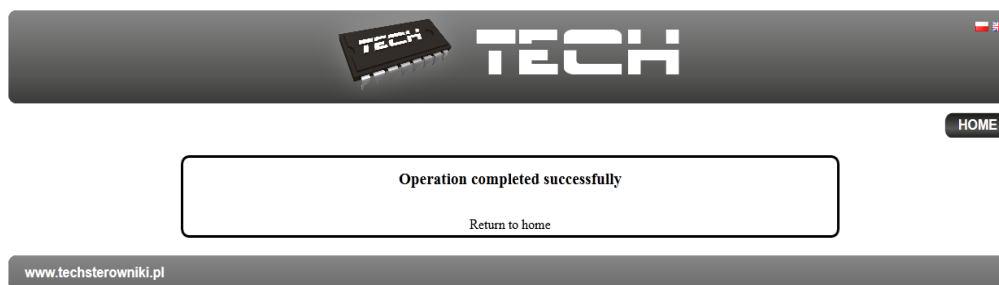 TECH
TECH
HOME
Operation completed successfully
Return to home
www.techsterowniki.pl